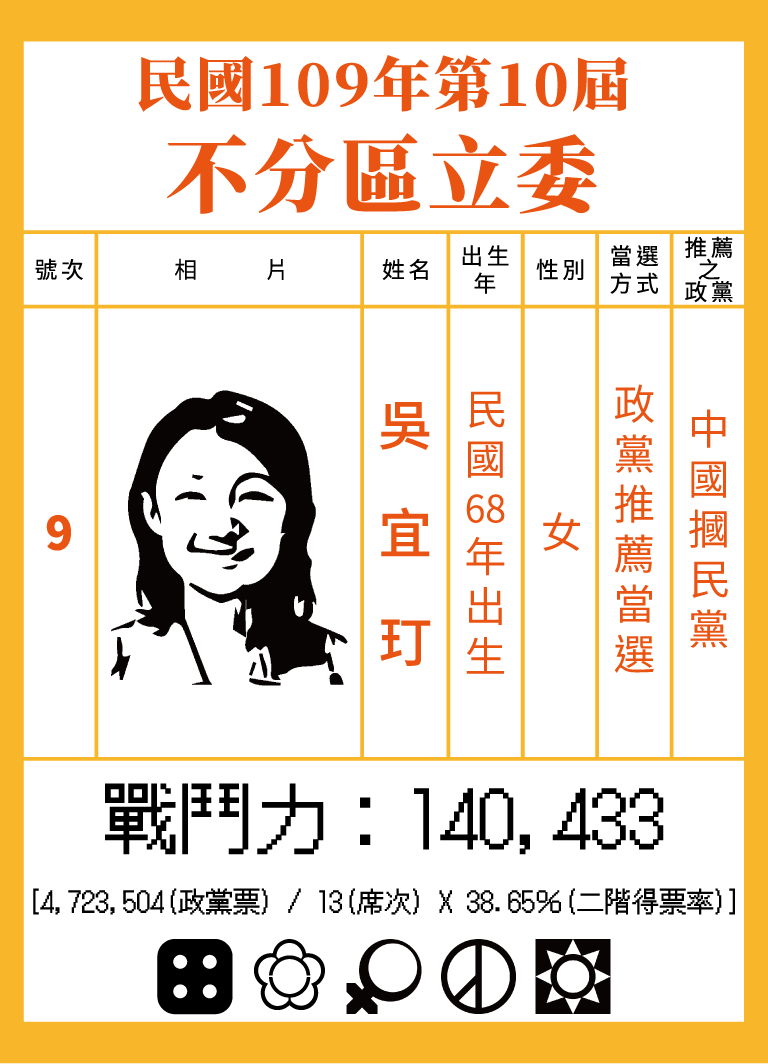 民國109年第10屆
不分區立委
號次
相片
姓名
出生
年
性別
當選
方式
推薦
之
政黨
9
吳宜玎
民國68年出生
女
政黨推薦當選
中國摑民黨
戰鬥力：140,433
[4,723,504(政黨票) / 13(席次) X 38.65%(二階得票率)]